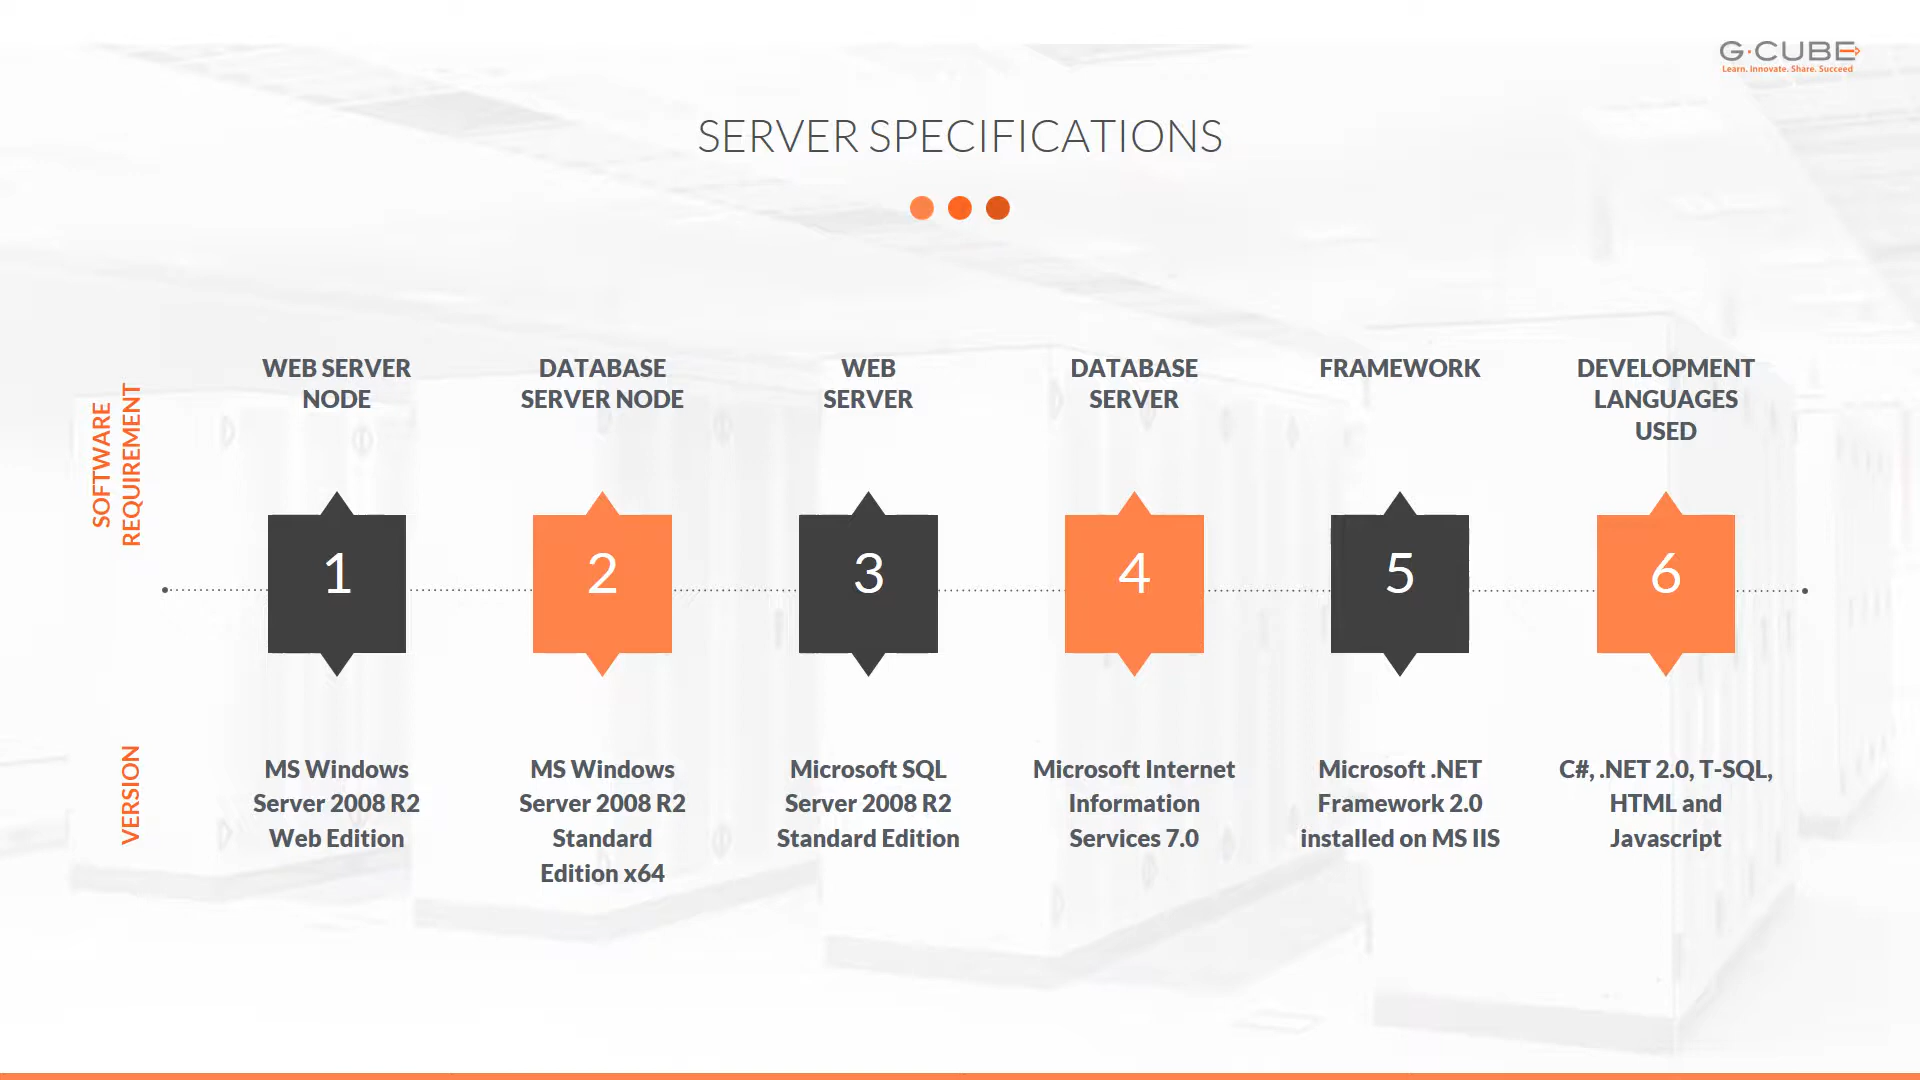 G·CUBE
Learn. Innovate. Share. Succeed
SERVER SPECIFICATIONS
SOFTWARE
REQUIREMENT
WEB SERVER
NODE
DATABASE
SERVER NODE
WEB
SERVER
DATABASE
SERVER
FRAMEWORK
DEVELOPMENT
LANGUAGES
USED
1
2
3
4
5
6
VERSION
MS Windows
Server 2008 R2
Web Edition
MS Windows
Server 2008 R2
Standard
Edition x64
Microsoft SQL
Server 2008 R2
Standard Edition
Microsoft Internet
Information
Services 7.0
Microsoft .NET
Framework 2.0
installed on MS IIS
C#, .NET 2.0, T-SQL,
HTML and
Javascript